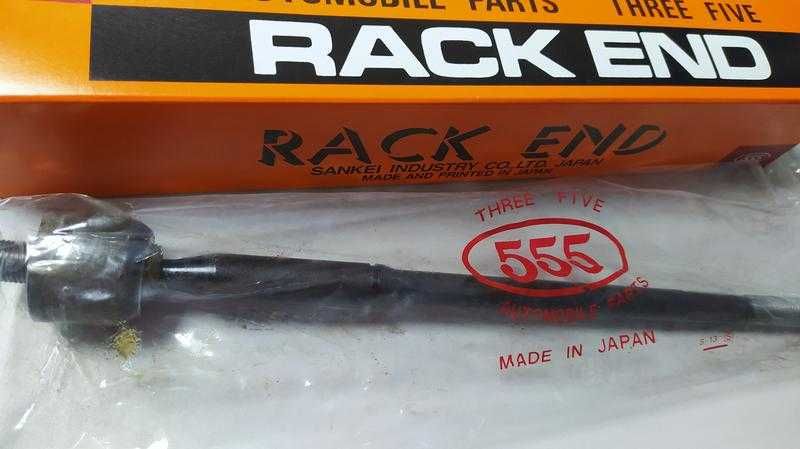 AUTOMOBILE PARTS THREE FIVE
RACK END
RACK END
SANKEI INDUSTRY CO., LTD. JAPAN
MADE AND PRINTED IN JAPAN
555
THREE FIVE
555
AUTOMOBILE PARTS
MADE IN JAPAN